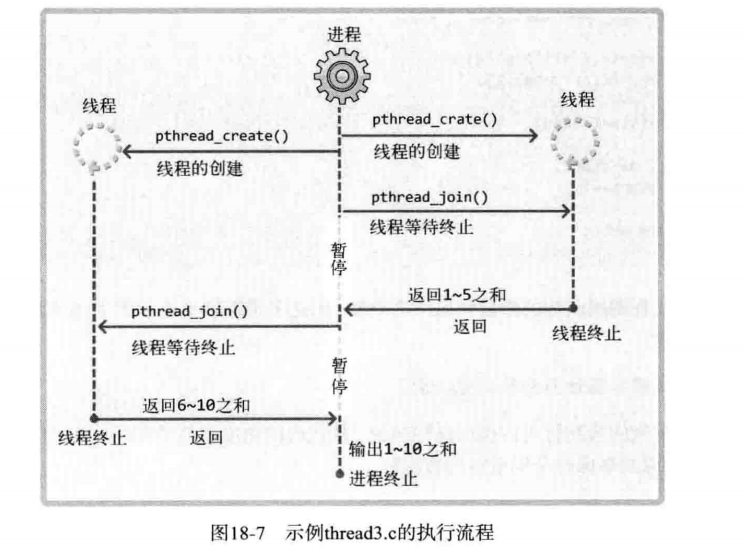 进程
线程
线程
pthread_create()
pthread_crate()
线程的创建
线程的创建
pthread_join()
线程等待终止
暂停
返回1~5之和
返回
线程终止
pthread_join()
线程等待终止
暂停
返回6~10之和
返回
线程终止
输出1~10之和
进程终止
图18-7 示例thread3.c的执行流程